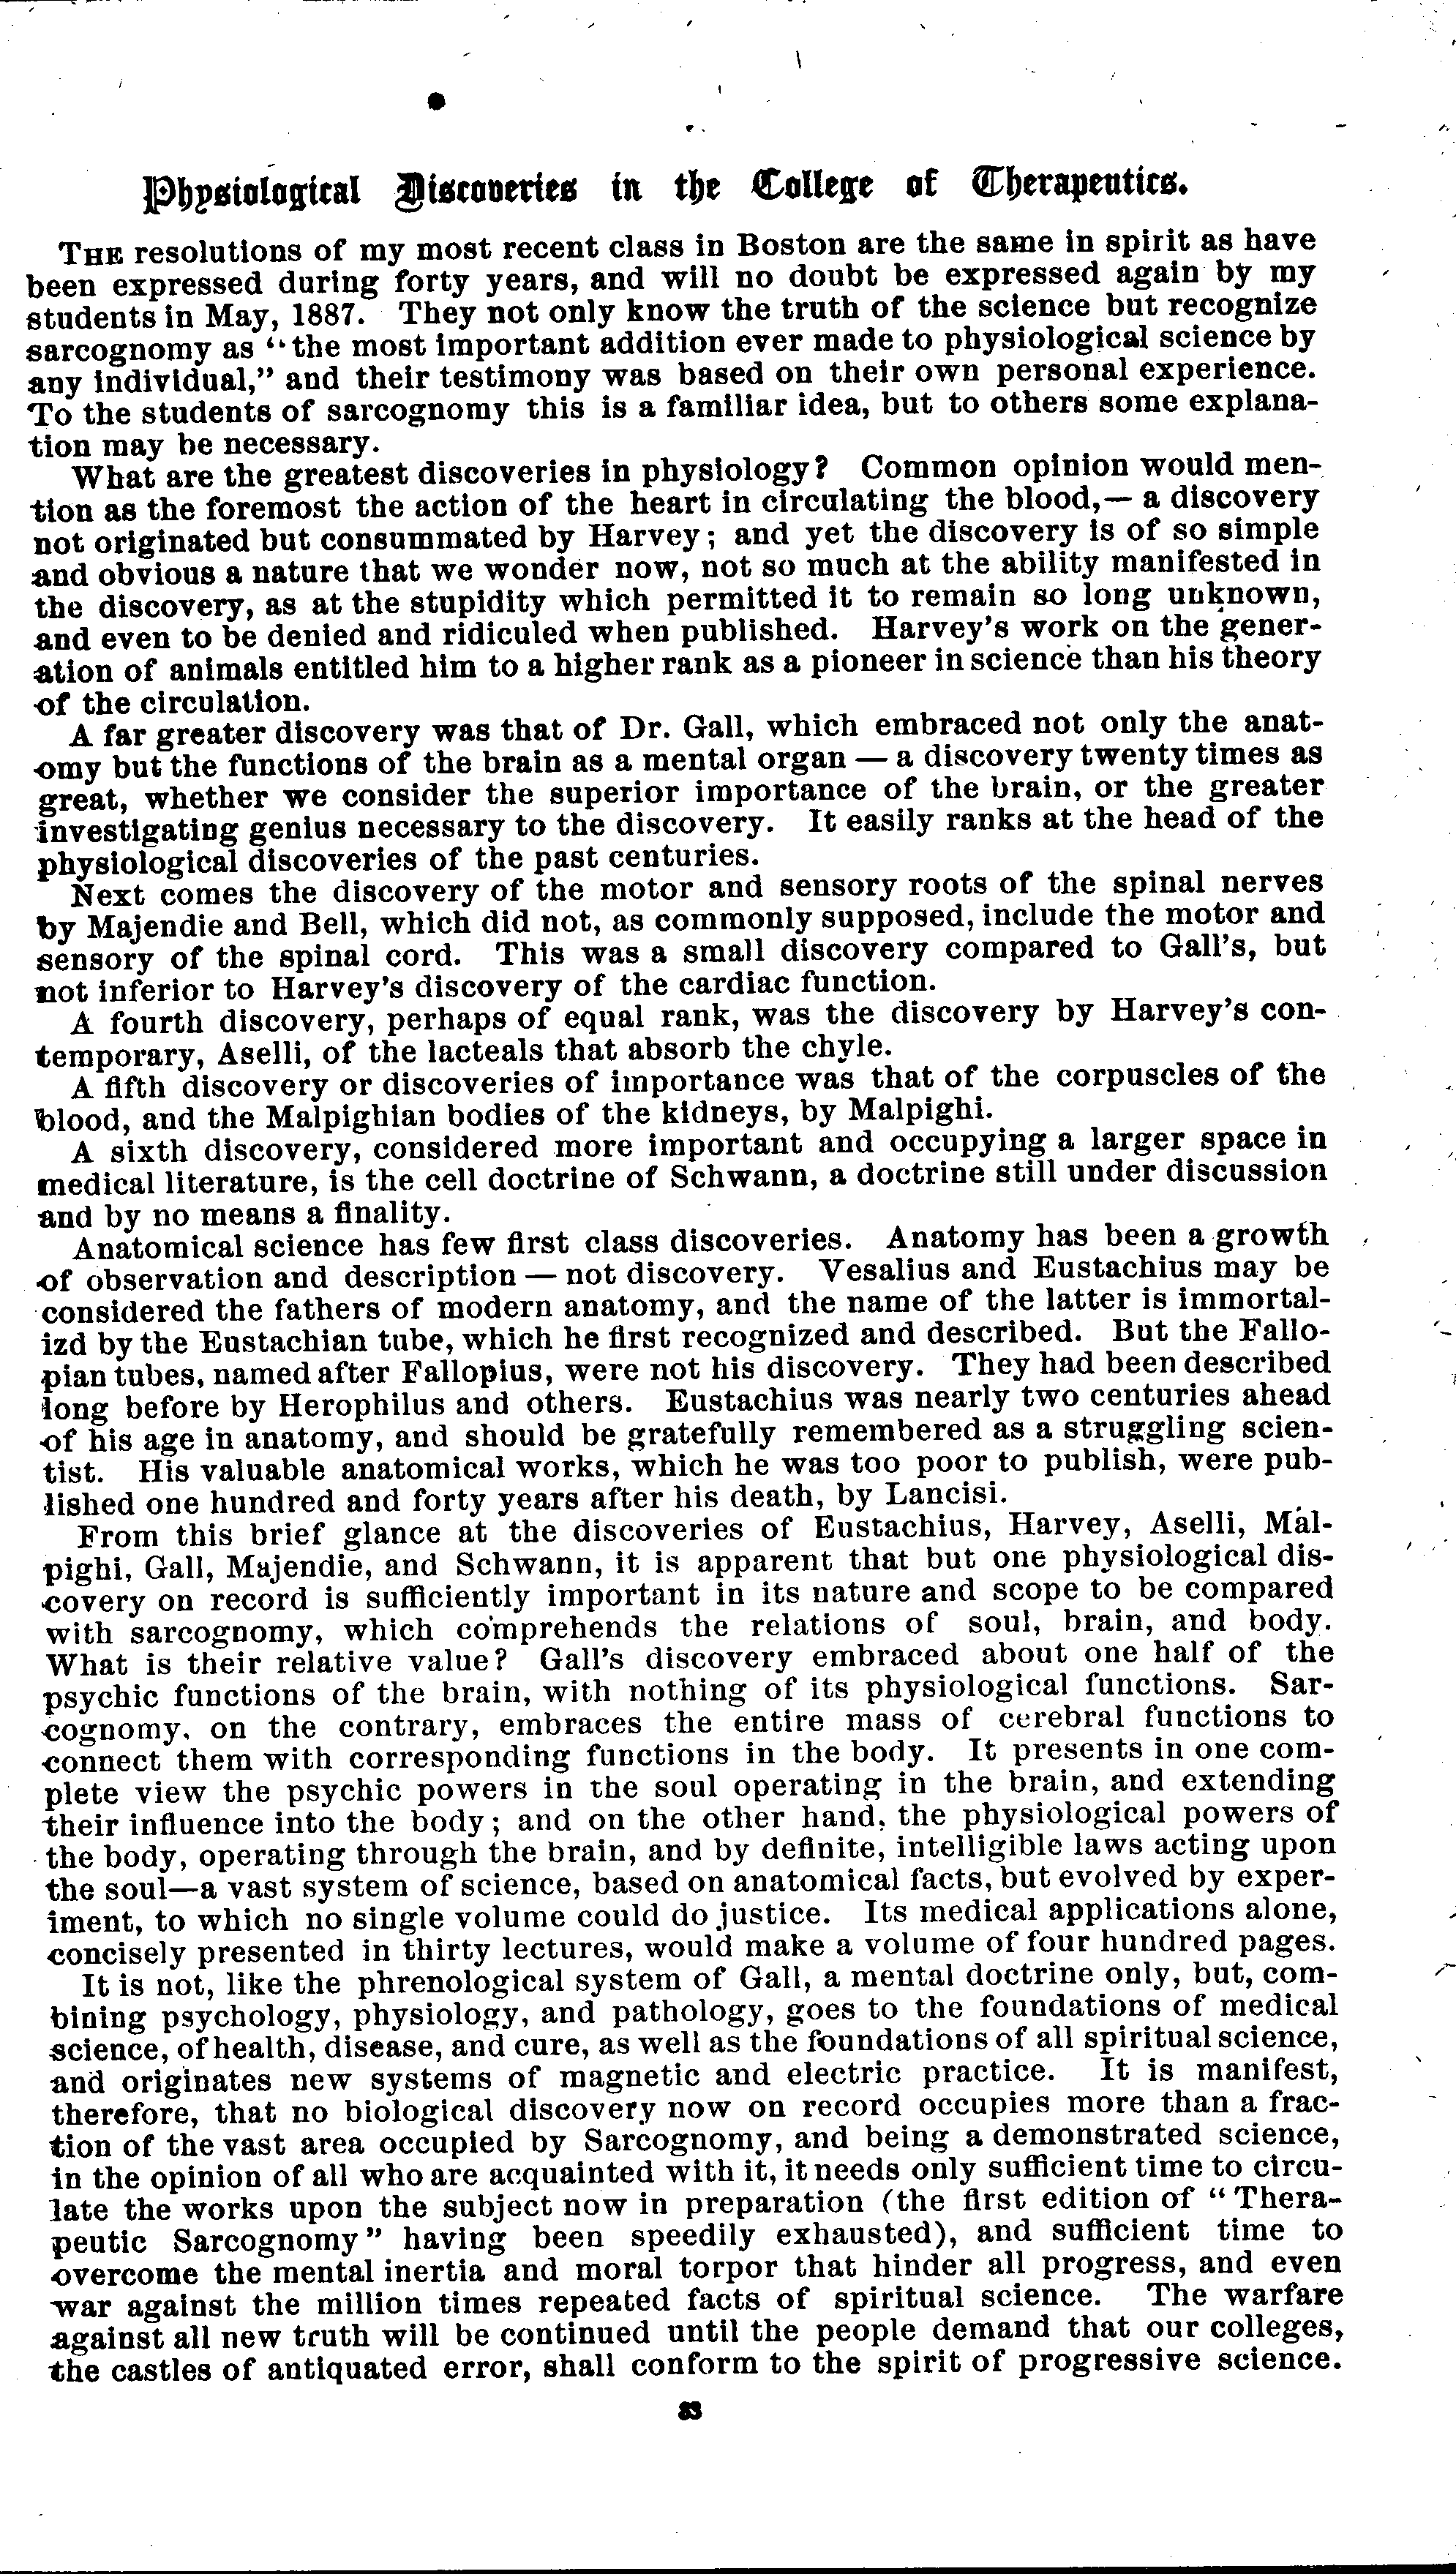 Physiological Discoveries in the College of Therapeutics.
THE resolutions of my most recent class in Boston are the same in spirit as have
been expressed during forty years, and will no doubt be expressed again by my
students in May, 1887. They not only know the truth of the science but recognize
sarcognomy as "the most important addition ever made to physiological science by
any individual," and their testimony was based on their own personal experience.
To the students of sarcognomy this is a familiar idea, but to others some explana-
tion may be necessary.
What are the greatest discoveries in physiology? Common opinion would men-
tion as the foremost the action of the heart in circulating the blood,— a discovery
not originated but consummated by Harvey; and yet the discovery is of so simple
and obvious a nature that we wonder now, not so much at the ability manifested in
the discovery, as at the stupidity which permitted it to remain so long unknown,
and even to be denied and ridiculed when published. Harvey's work on the gener-
ation of animals entitled him to a higher rank as a pioneer in science than his theory
of the circulation.
A far greater discovery was that of Dr. Gall, which embraced not only the anat-
omy but the functions of the brain as a mental organ — a discovery twenty times as
great, whether we consider the superior importance of the brain, or the greater
investigating genius necessary to the discovery. It easily ranks at the head of the
physiological discoveries of the past centuries.
Next comes the discovery of the motor and sensory roots of the spinal nerves
by Majendie and Bell, which did not, as commonly supposed, include the motor and
sensory of the spinal cord. This was a small discovery compared to Gall's, but
not inferior to Harvey's discovery of the cardiac function.
A fourth discovery, perhaps of equal rank, was the discovery by Harvey's con-
temporary, Aselli, of the lacteals that absorb the chyle.
A fifth discovery or discoveries of importance was that of the corpuscles of the
blood, and the Malpighian bodies of the kidneys, by Malpighi.
A sixth discovery, considered more important and occupying a larger space in
medical literature, is the cell doctrine of Schwann, a doctrine still under discussion
and by no means a finality.
Anatomical science has few first class discoveries. Anatomy has been a growth
of observation and description — not discovery. Vesalius and Eustachius may be
considered the fathers of modern anatomy, and the name of the latter is immortal-
izd by the Eustachian tube, which he first recognized and described. But the Fallo-
pian tubes, named after Fallopius, were not his discovery. They had been described
long before by Herophilus and others. Eustachius was nearly two centuries ahead
of his age in anatomy, and should be gratefully remembered as a struggling scien-
tist. His valuable anatomical works, which he was too poor to publish, were pub-
lished one hundred and forty years after his death, by Lancisi.
From this brief glance at the discoveries of Eustachius, Harvey, Aselli, Mal-
pighi, Gall, Majendie, and Schwann, it is apparent that but one physiological dis-
covery on record is sufficiently important in its nature and scope to be compared
with sarcognomy, which comprehends the relations of soul, brain, and body.
What is their relative value? Gall's discovery embraced about one half of the
psychic functions of the brain, with nothing of its physiological functions. Sar-
cognomy, on the contrary, embraces the entire mass of cerebral functions to
connect them with corresponding functions in the body. It presents in one com-
plete view the psychic powers in the soul operating in the brain, and extending
their influence into the body; and on the other hand, the physiological powers of
the body, operating through the brain, and by definite, intelligible laws acting upon
the soul—a vast system of science, based on anatomical facts, but evolved by exper-
iment, to which no single volume could do justice. Its medical applications alone,
concisely presented in thirty lectures, would make a volume of four hundred pages.
It is not, like the phrenological system of Gall, a mental doctrine only, but, com-
bining psychology, physiology, and pathology, goes to the foundations of medical
science, of health, disease, and cure, as well as the foundations of all spiritual science,
and originates new systems of magnetic and electric practice. It is manifest,
therefore, that no biological discovery now on record occupies more than a frac-
tion of the vast area occupied by Sarcognomy, and being a demonstrated science,
in the opinion of all who are acquainted with it, it needs only sufficient time to circu-
late the works upon the subject now in preparation (the first edition of "Thera-
peutic Sarcognomy" having been speedily exhausted), and sufficient time to
overcome the mental inertia and moral torpor that hinder all progress, and even
war against the million times repeated facts of spiritual science. The warfare
against all new truth will be continued until the people demand that our colleges,
the castles of antiquated error, shall conform to the spirit of progressive science.
33